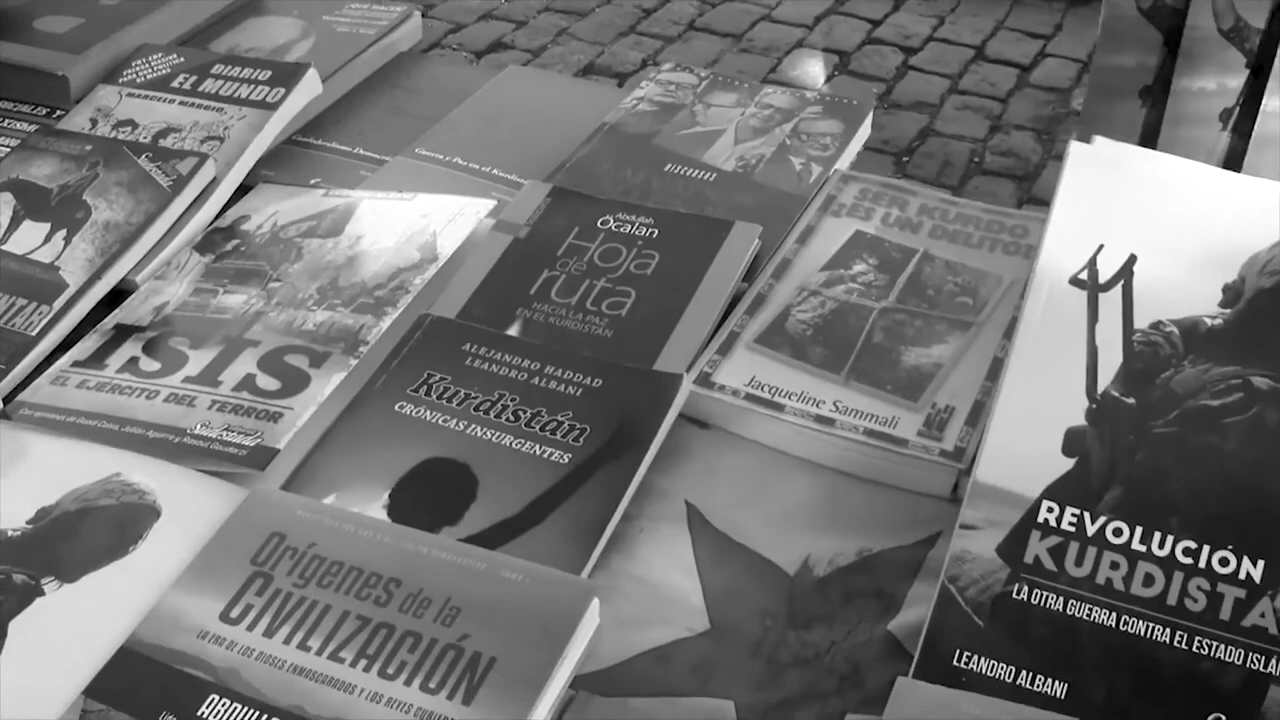 DIARIO
EL MUNDO
MARCELO MAGGIO
Guerra y Paz en el Kurdistán
DISCURSOS
Abdullah
Öcalan
Hoja
de
ruta
HACIA LA PAZ
EN EL KURDISTÁN
SER KURDO
¿ES UN DELITO?
Jacqueline Sammali
ISIS
EL EJÉRCITO DEL TERROR
Sudestada
ALEJANDRO HADDAD
LEANDRO ALBANI
Kurdistán
CRÓNICAS INSURGENTES
Orígenes de la
CIVILIZACIÓN
LA ERA DE LOS DIOSES ENMASCARADOS Y LOS REYES
REVOLUCIÓN
KURDISTA
LA OTRA GUERRA CONTRA EL ESTADO ISLÁ
LEANDRO ALBANI